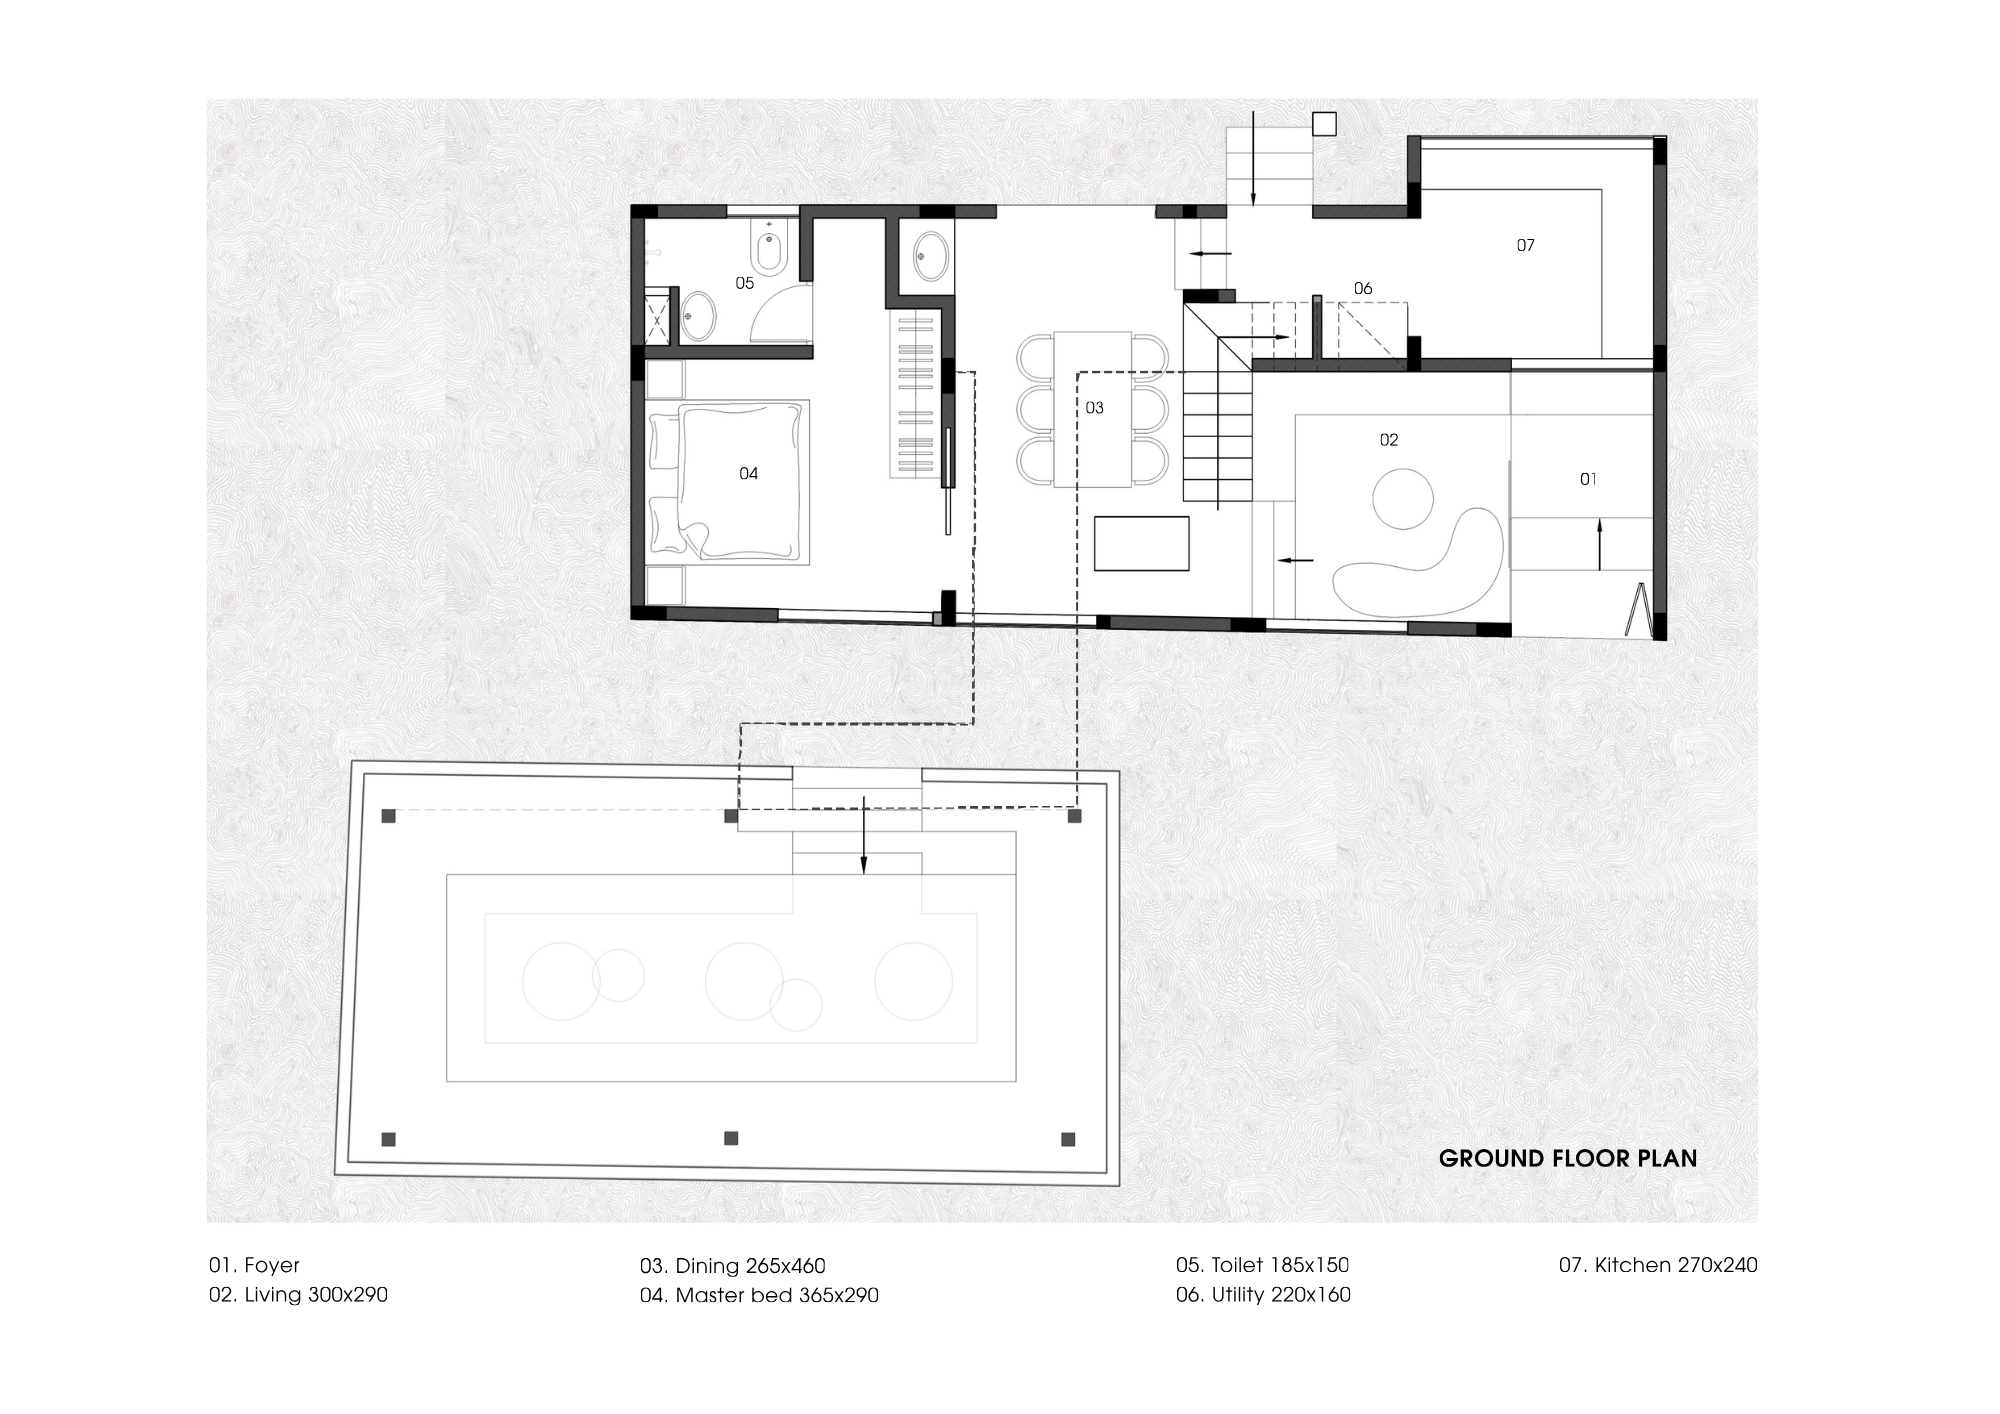 07
05
06
03
02
04
01
GROUND FLOOR PLAN
01. Foyer
02. Living 300x290
03. Dining 265x460
04. Master bed 365x290
05. Toilet 185x150
06. Utility 220x160
07. Kitchen 270x240